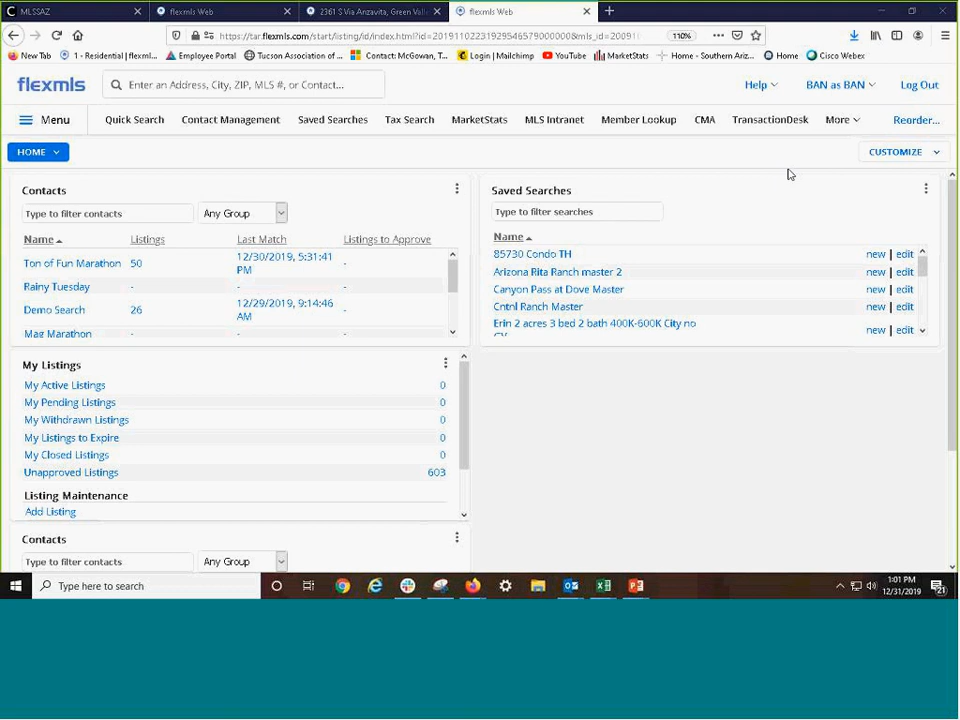 MLSSAZ
flexmls Web
2361 S Via Anzavita, Green Valle
flexmls Web
https://tar.flexmls.com/start/listing/id/index.html?id=20191102231929546579000000&mls_id=200911
110%
New Tab
1 - Residential | flexml...
Employee Portal
Tucson Association of ...
Contact: McGowan, T...
Login | Mailchimp
YouTube
MarketStats
Home - Southern Ariz...
Home
Cisco Webex
flexmls
Enter an Address, City, ZIP, MLS #, or Contact...
Help
BAN as BAN
Log Out
Menu
Quick Search
Contact Management
Saved Searches
Tax Search
MarketStats
MLS Intranet
Member Lookup
CMA
TransactionDesk
More
Reorder...
HOME
CUSTOMIZE
Contacts
Type to filter contacts
Any Group
Name Listings Last Match Listings to Approve
Ton of Fun Marathon 50 12/30/2019, 5:31:41 PM -
Rainy Tuesday - - -
Demo Search 26 12/29/2019, 9:14:46 AM -
Mag Marathon - - -
Saved Searches
Type to filter searches
Name
85730 Condo TH new | edit
Arizona Rita Ranch master 2 new | edit
Canyon Pass at Dove Master new | edit
Cntnl Ranch Master new | edit
Erin 2 acres 3 bed 2 bath 400K-600K City no new | edit
My Listings
My Active Listings 0
My Pending Listings 0
My Withdrawn Listings 0
My Listings to Expire 0
My Closed Listings 0
Unapproved Listings 603
Listing Maintenance
Add Listing
Contacts
Type to filter contacts
Any Group
Type here to search
1:01 PM
12/31/2019
21